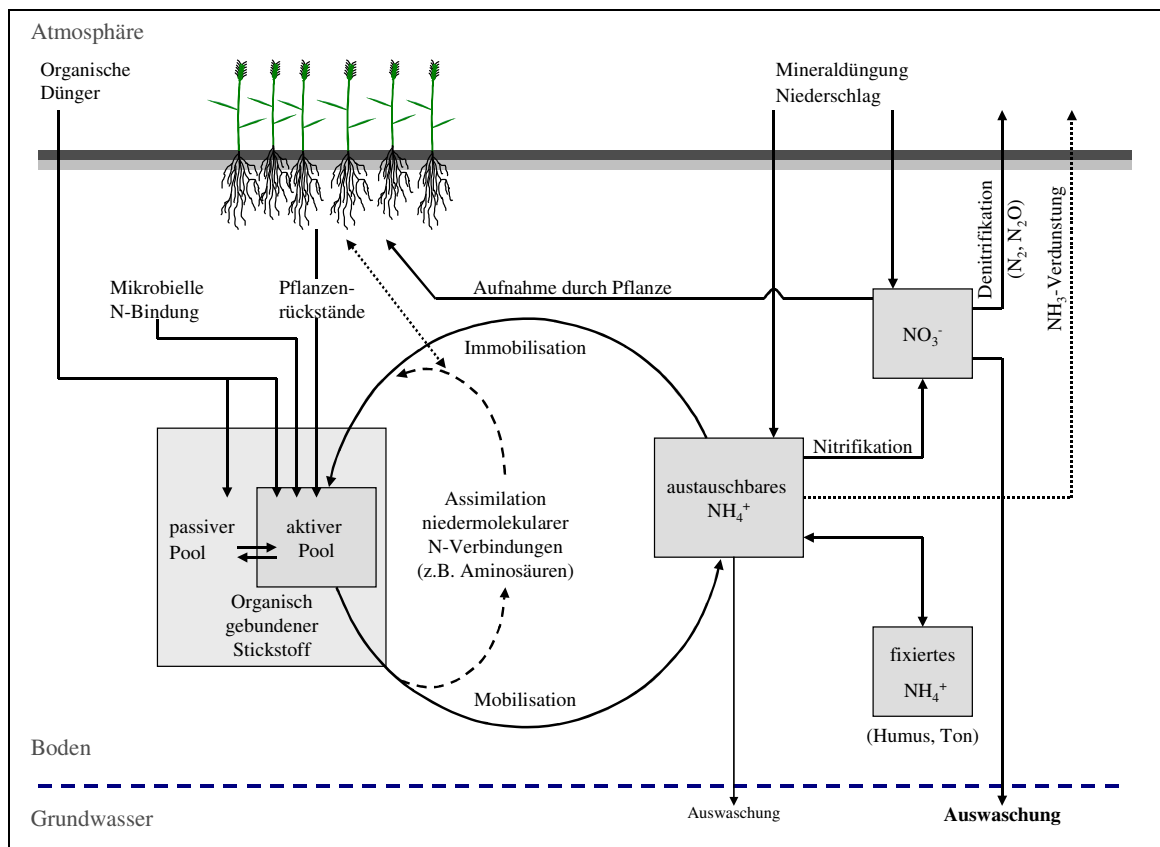 Atmosphäre
Organische
Dünger
Mineraldüngung
Niederschlag
Denitrifikation
(N₂, N₂O)
NH₃-Verdunstung
Mikrobielle
N-Bindung
Pflanzen-
rückstände
Aufnahme durch Pflanze
NO₃⁻
Immobilisation
Nitrifikation
austauschbares
NH₄⁺
Assimilation
niedermolekularer
N-Verbindungen
(z.B. Aminosäuren)
passiver
Pool
aktiver
Pool
Organisch
gebundener
Stickstoff
Mobilisation
fixiertes
NH₄⁺
(Humus, Ton)
Boden
Grundwasser
Auswaschung
Auswaschung